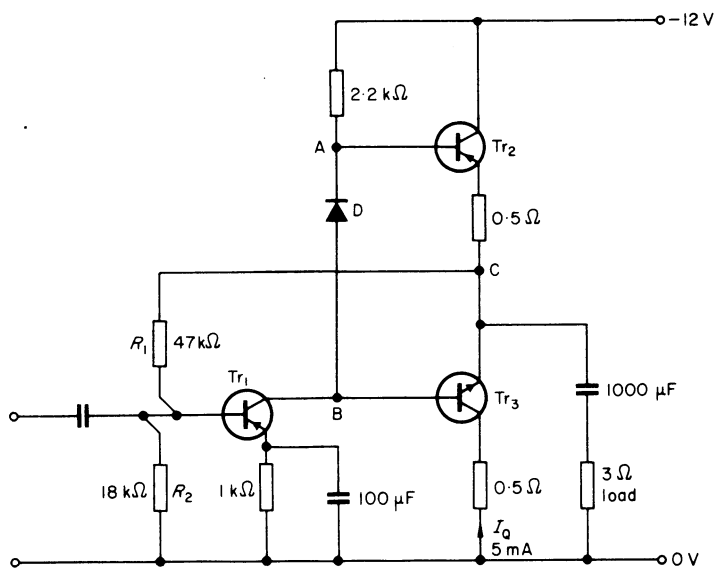 −12 V
2·2 kΩ
A
Tr₂
D
0·5 Ω
C
R₁ 47 kΩ
Tr₁
B
Tr₃
1000 μF
18 kΩ R₂
1 kΩ
100 μF
0·5 Ω
3 Ω
load
I_Q
5 mA
0 V